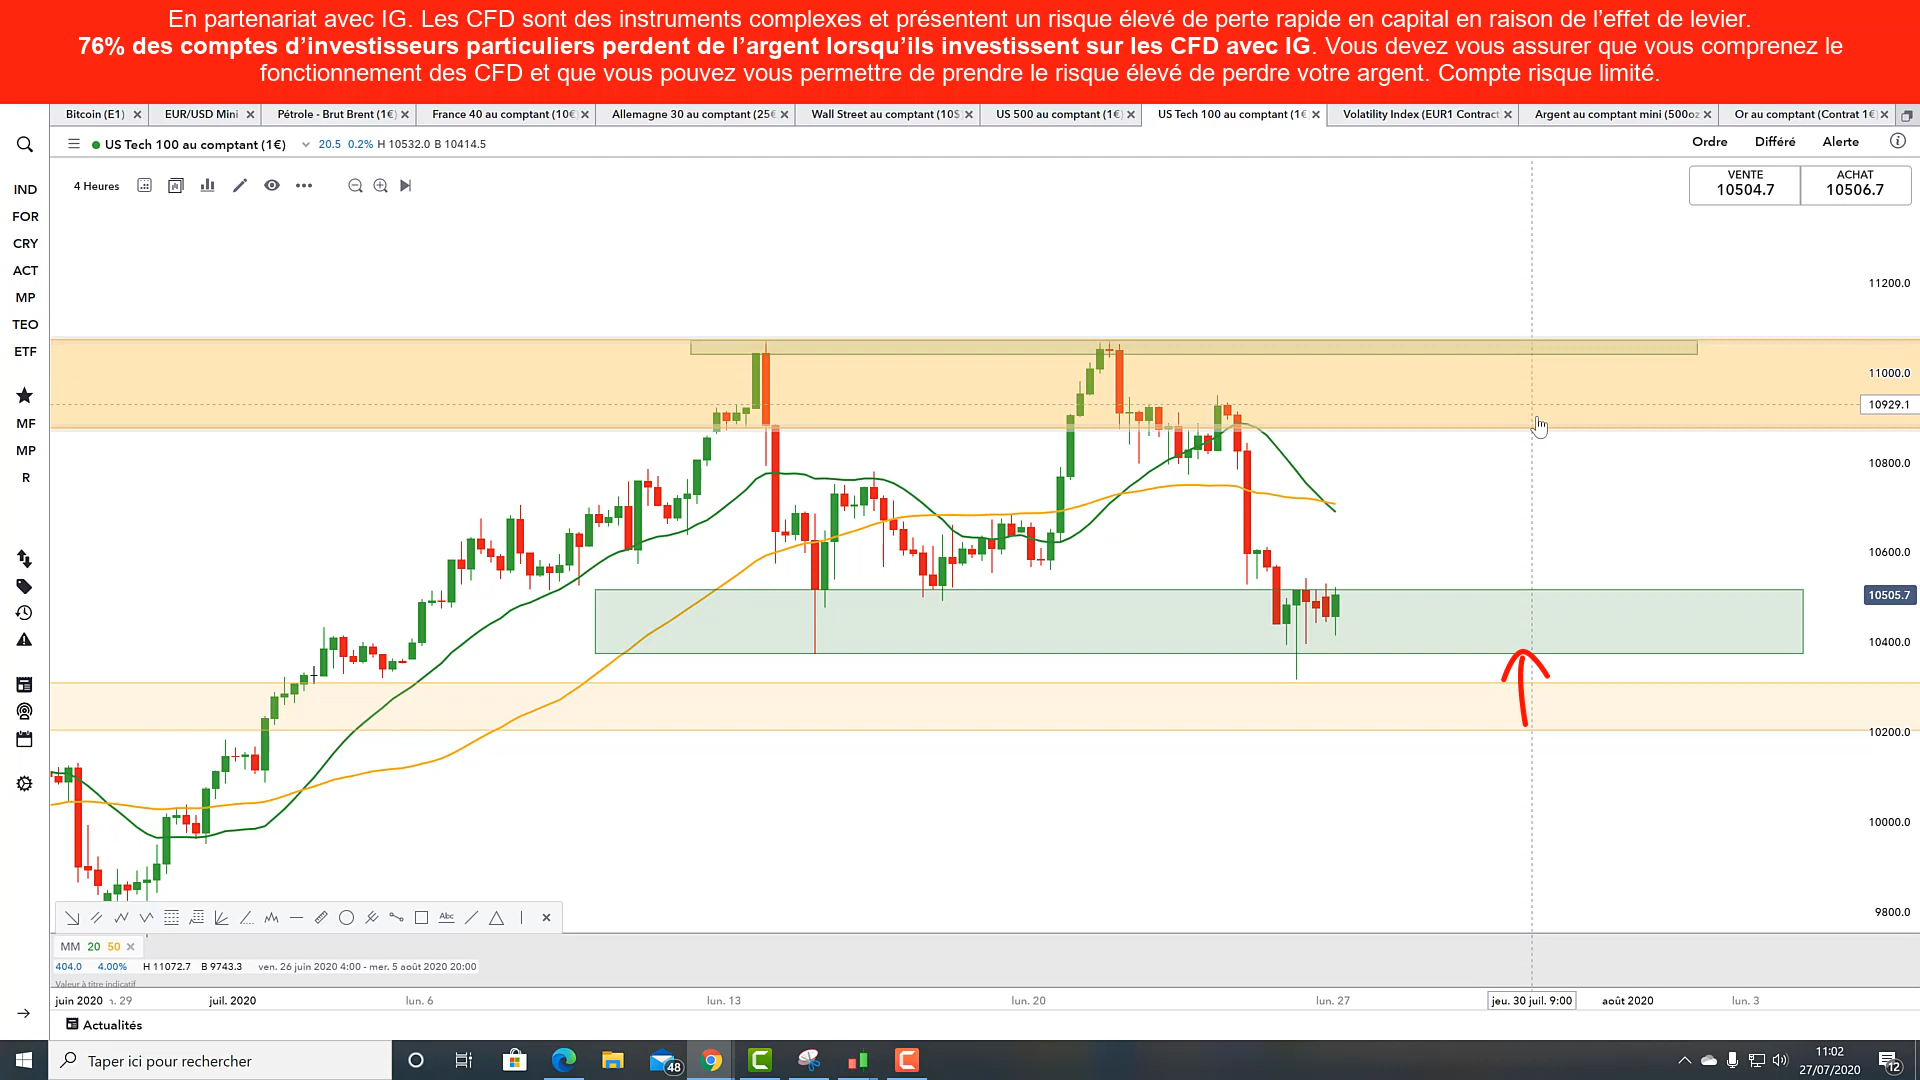 En partenariat avec IG. Les CFD sont des instruments complexes et présentent un risque élevé de perte rapide en capital en raison de l'effet de levier.
76% des comptes d'investisseurs particuliers perdent de l'argent lorsqu'ils investissent sur les CFD avec IG. Vous devez vous assurer que vous comprenez le
fonctionnement des CFD et que vous pouvez vous permettre de prendre le risque élevé de perdre votre argent. Compte risque limité.
Bitcoin (E1) EUR/USD Mini Pétrole - Brut Brent (1€) France 40 au comptant (10€) Allemagne 30 au comptant (25€ Wall Street au comptant (10$) US 500 au comptant (1€) US Tech 100 au comptant (1€ Volatility Index (EUR1 Contract Argent au comptant mini (500oz Or au comptant (Contrat 1€)
US Tech 100 au comptant (1€) 20.5 0.2% H 10532.0 B 10414.5 Ordre Différé Alerte
4 Heures
VENTE ACHAT
10504.7 10506.7
IND
FOR
CRY
ACT
MP
TEO
ETF
MF
MP
R
11200.0
11000.0
10929.1
10800.0
10600.0
10505.7
10400.0
10200.0
10000.0
9800.0
Abc
MM 20 50
404.0 4.00% H 11072.7 B 9743.3 ven. 26 juin 2020 4:00 - mer. 5 août 2020 20:00
Valeur à titre indicatif
juin 2020 29 juil. 2020 lun. 6 lun. 13 lun. 20 lun. 27 jeu. 30 juil. 9:00 août 2020 lun. 3
Actualités
Taper ici pour rechercher
48
11:02
27/07/2020
12